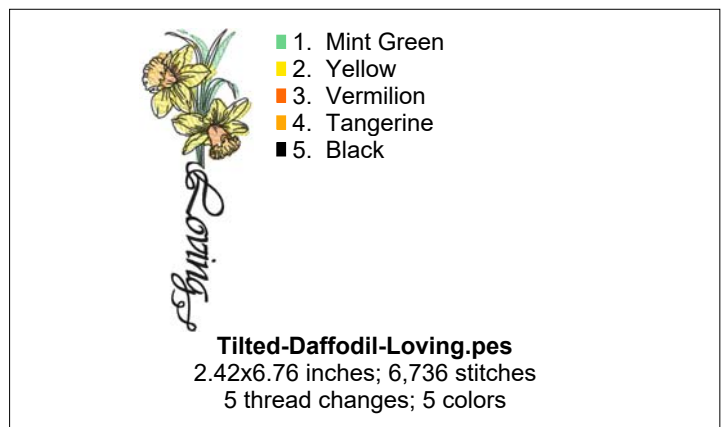 1. Mint Green
2. Yellow
3. Vermilion
4. Tangerine
5. Black
Loving
Tilted-Daffodil-Loving.pes
2.42x6.76 inches; 6,736 stitches
5 thread changes; 5 colors